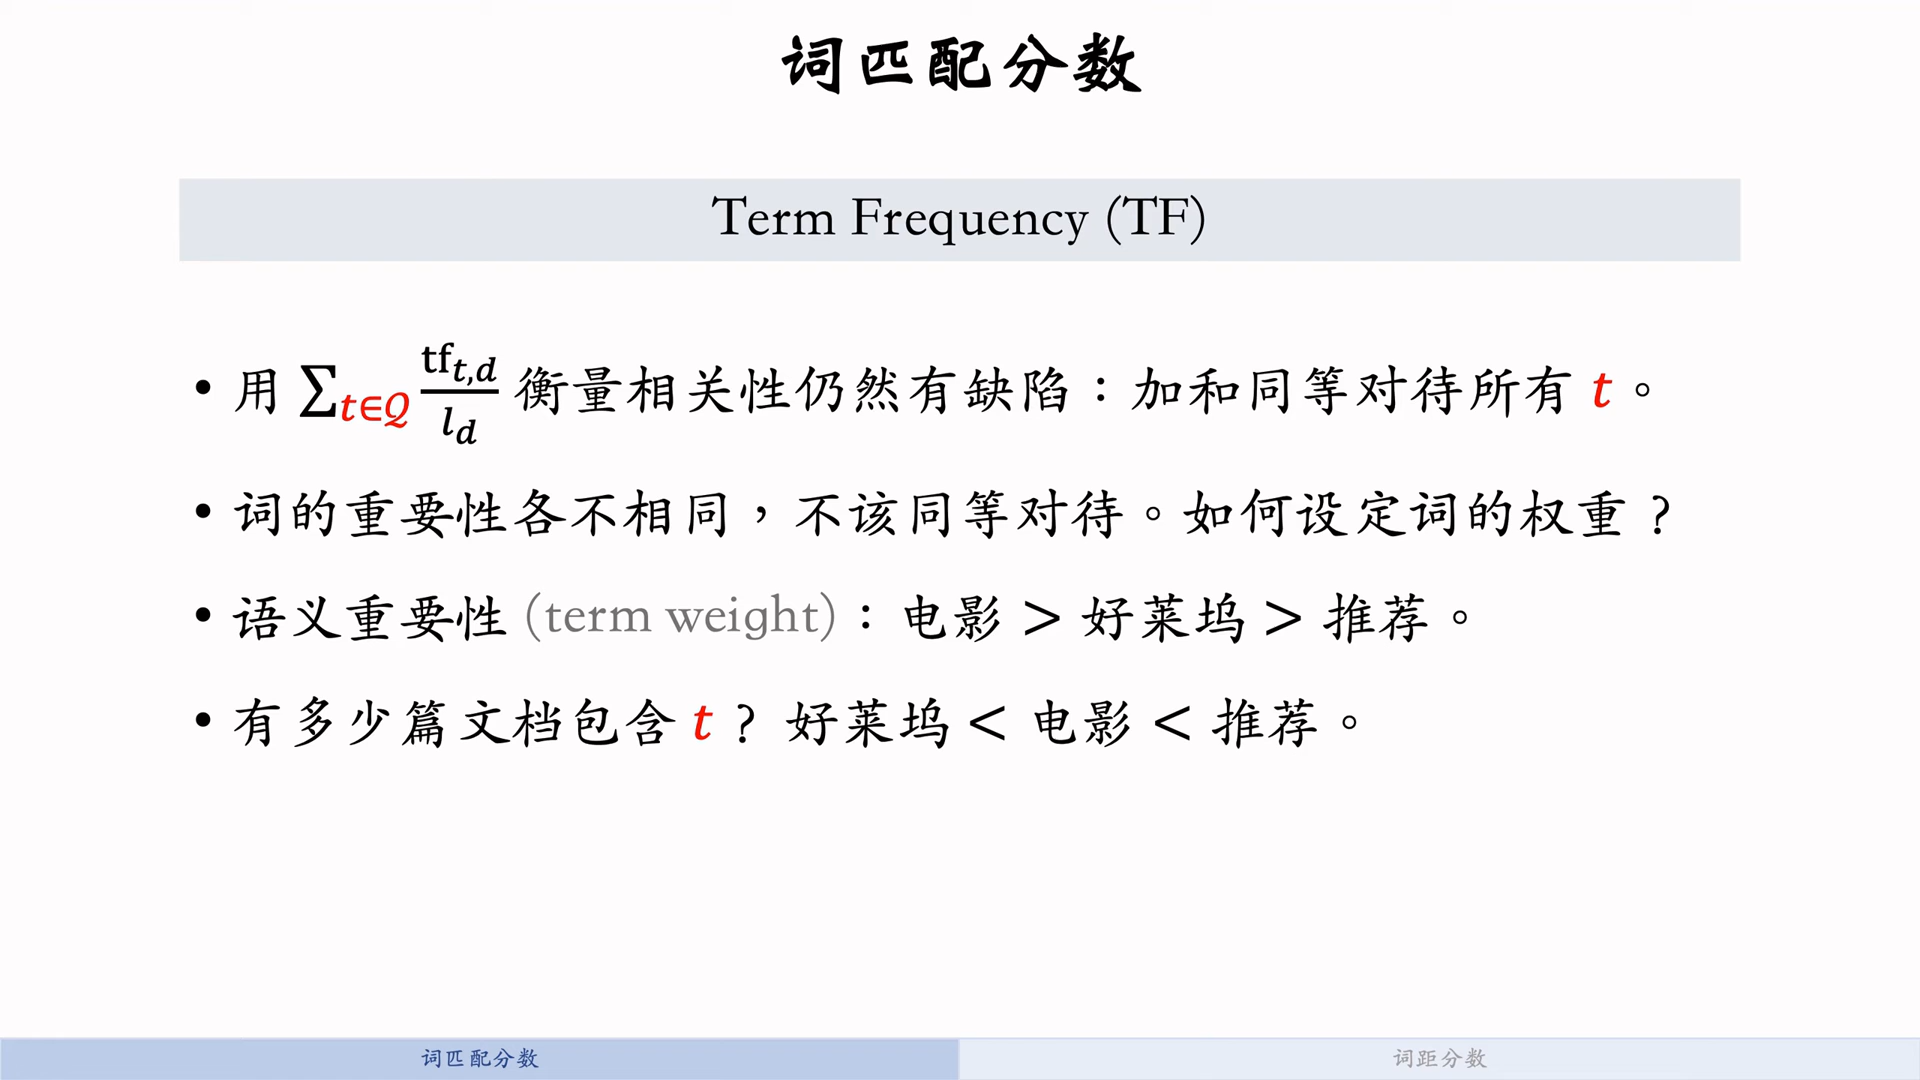 词匹配分数
Term Frequency (TF)
• 用 ∑_{t∈Q} tf_{t,d}/l_d 衡量相关性仍然有缺陷：加和同等对待所有 t。
• 词的重要性各不相同，不该同等对待。如何设定词的权重？
• 语义重要性 (term weight)：电影 > 好莱坞 > 推荐。
• 有多少篇文档包含 t？好莱坞 < 电影 < 推荐。
词匹配分数
词距分数